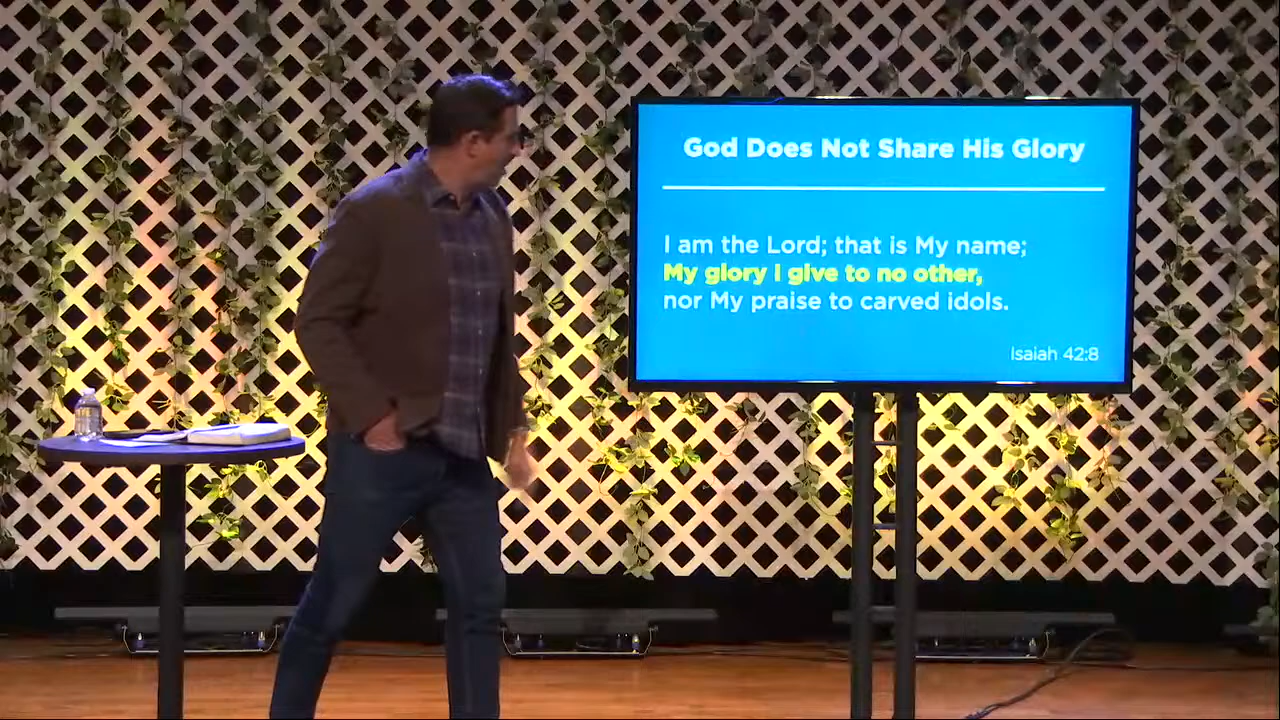 God Does Not Share His Glory
I am the Lord; that is My name;
My glory I give to no other,
nor My praise to carved idols.
Isaiah 42:8